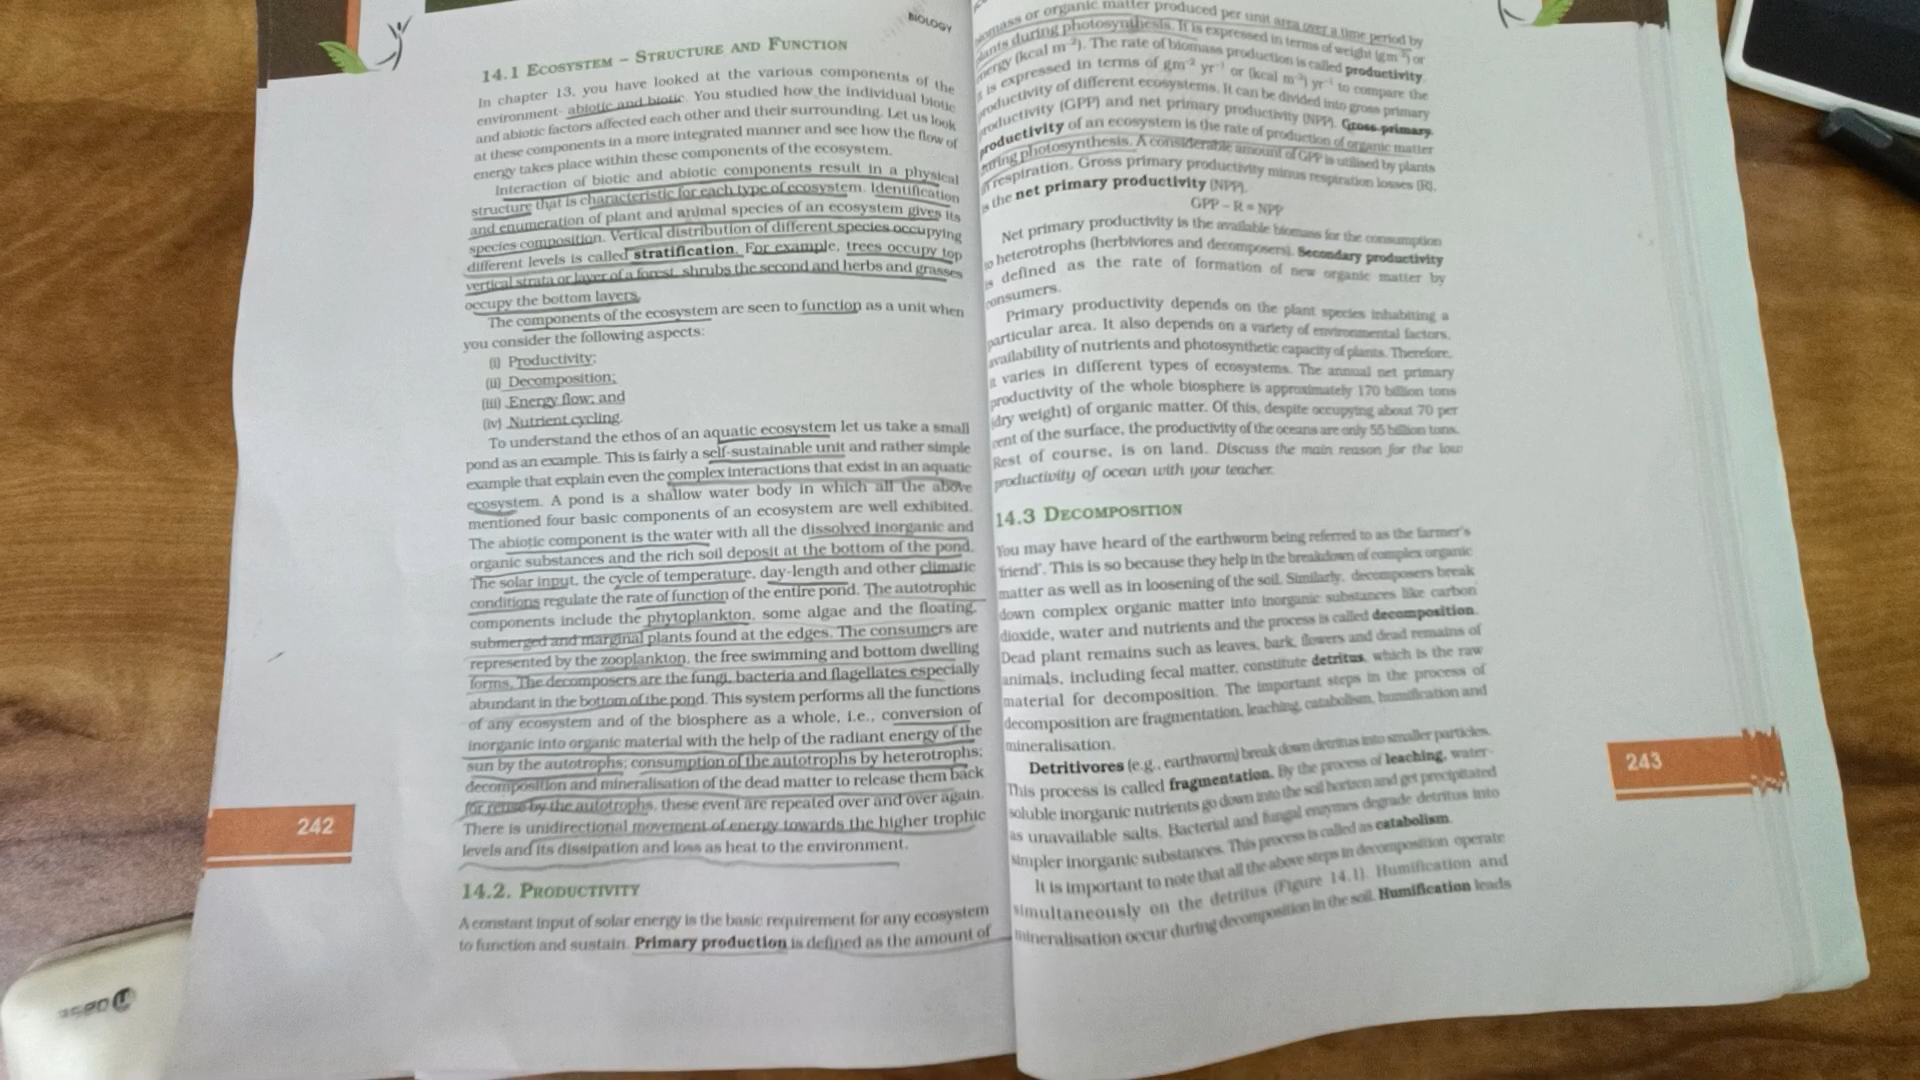 BIOLOGY
14.1 ECOSYSTEM – STRUCTURE AND FUNCTION
In chapter 13, you have looked at the various components of the
environment- abiotic and biotic. You studied how the individual biotic
and abiotic factors affected each other and their surrounding. Let us look
at these components in a more integrated manner and see how the flow of
energy takes place within these components of the ecosystem.
Interaction of biotic and abiotic components result in a physical
structure that is characteristic for each type of ecosystem. Identification
and enumeration of plant and animal species of an ecosystem gives its
species composition. Vertical distribution of different species occupying
different levels is called stratification. For example, trees occupy top
vertical strata or layer of a forest, shrubs the second and herbs and grasses
occupy the bottom layers.
The components of the ecosystem are seen to function as a unit when
you consider the following aspects:
(i) Productivity;
(ii) Decomposition;
(iii) Energy flow; and
(iv) Nutrient cycling.
To understand the ethos of an aquatic ecosystem let us take a small
pond as an example. This is fairly a self-sustainable unit and rather simple
example that explain even the complex interactions that exist in an aquatic
ecosystem. A pond is a shallow water body in which all the above
mentioned four basic components of an ecosystem are well exhibited.
The abiotic component is the water with all the dissolved inorganic and
organic substances and the rich soil deposit at the bottom of the pond.
The solar input, the cycle of temperature, day-length and other climatic
conditions regulate the rate of function of the entire pond. The autotrophic
components include the phytoplankton, some algae and the floating,
submerged and marginal plants found at the edges. The consumers are
represented by the zooplankton, the free swimming and bottom dwelling
forms. The decomposers are the fungi, bacteria and flagellates especially
abundant in the bottom of the pond. This system performs all the functions
of any ecosystem and of the biosphere as a whole, i.e., conversion of
inorganic into organic material with the help of the radiant energy of the
sun by the autotrophs; consumption of the autotrophs by heterotrophs;
decomposition and mineralisation of the dead matter to release them back
for reuse by the autotrophs, these event are repeated over and over again.
There is unidirectional movement of energy towards the higher trophic
levels and its dissipation and loss as heat to the environment.
14.2. PRODUCTIVITY
A constant input of solar energy is the basic requirement for any ecosystem
to function and sustain. Primary production is defined as the amount of
242
biomass or organic matter produced per unit area over a time period by
plants during photosynthesis. It is expressed in terms of weight (gm⁻²) or
energy (kcal m⁻²). The rate of biomass production is called productivity.
It is expressed in terms of gm⁻² yr⁻¹ or (kcal m⁻²) yr⁻¹ to compare the
productivity of different ecosystems. It can be divided into gross primary
productivity (GPP) and net primary productivity (NPP). Gross primary
productivity of an ecosystem is the rate of production of organic matter
during photosynthesis. A considerable amount of GPP is utilised by plants
in respiration. Gross primary productivity minus respiration losses (R),
is the net primary productivity (NPP).
GPP – R = NPP
Net primary productivity is the available biomass for the consumption
to heterotrophs (herbiviores and decomposers). Secondary productivity
is defined as the rate of formation of new organic matter by
consumers.
Primary productivity depends on the plant species inhabiting a
particular area. It also depends on a variety of environmental factors,
availability of nutrients and photosynthetic capacity of plants. Therefore,
it varies in different types of ecosystems. The annual net primary
productivity of the whole biosphere is approximately 170 billion tons
(dry weight) of organic matter. Of this, despite occupying about 70 per
cent of the surface, the productivity of the oceans are only 55 billion tons.
Rest of course, is on land. Discuss the main reason for the low
productivity of ocean with your teacher.
14.3 DECOMPOSITION
You may have heard of the earthworm being referred to as the farmer's
'friend'. This is so because they help in the breakdown of complex organic
matter as well as in loosening of the soil. Similarly, decomposers break
down complex organic matter into inorganic substances like carbon
dioxide, water and nutrients and the process is called decomposition.
Dead plant remains such as leaves, bark, flowers and dead remains of
animals, including fecal matter, constitute detritus, which is the raw
material for decomposition. The important steps in the process of
decomposition are fragmentation, leaching, catabolism, humification and
mineralisation.
Detritivores (e.g., earthworm) break down detritus into smaller particles.
This process is called fragmentation. By the process of leaching, water-
soluble inorganic nutrients go down into the soil horizon and get precipitated
as unavailable salts. Bacterial and fungal enzymes degrade detritus into
simpler inorganic substances. This process is called as catabolism.
It is important to note that all the above steps in decomposition operate
simultaneously on the detritus (Figure 14.1). Humification and
mineralisation occur during decomposition in the soil. Humification leads
243